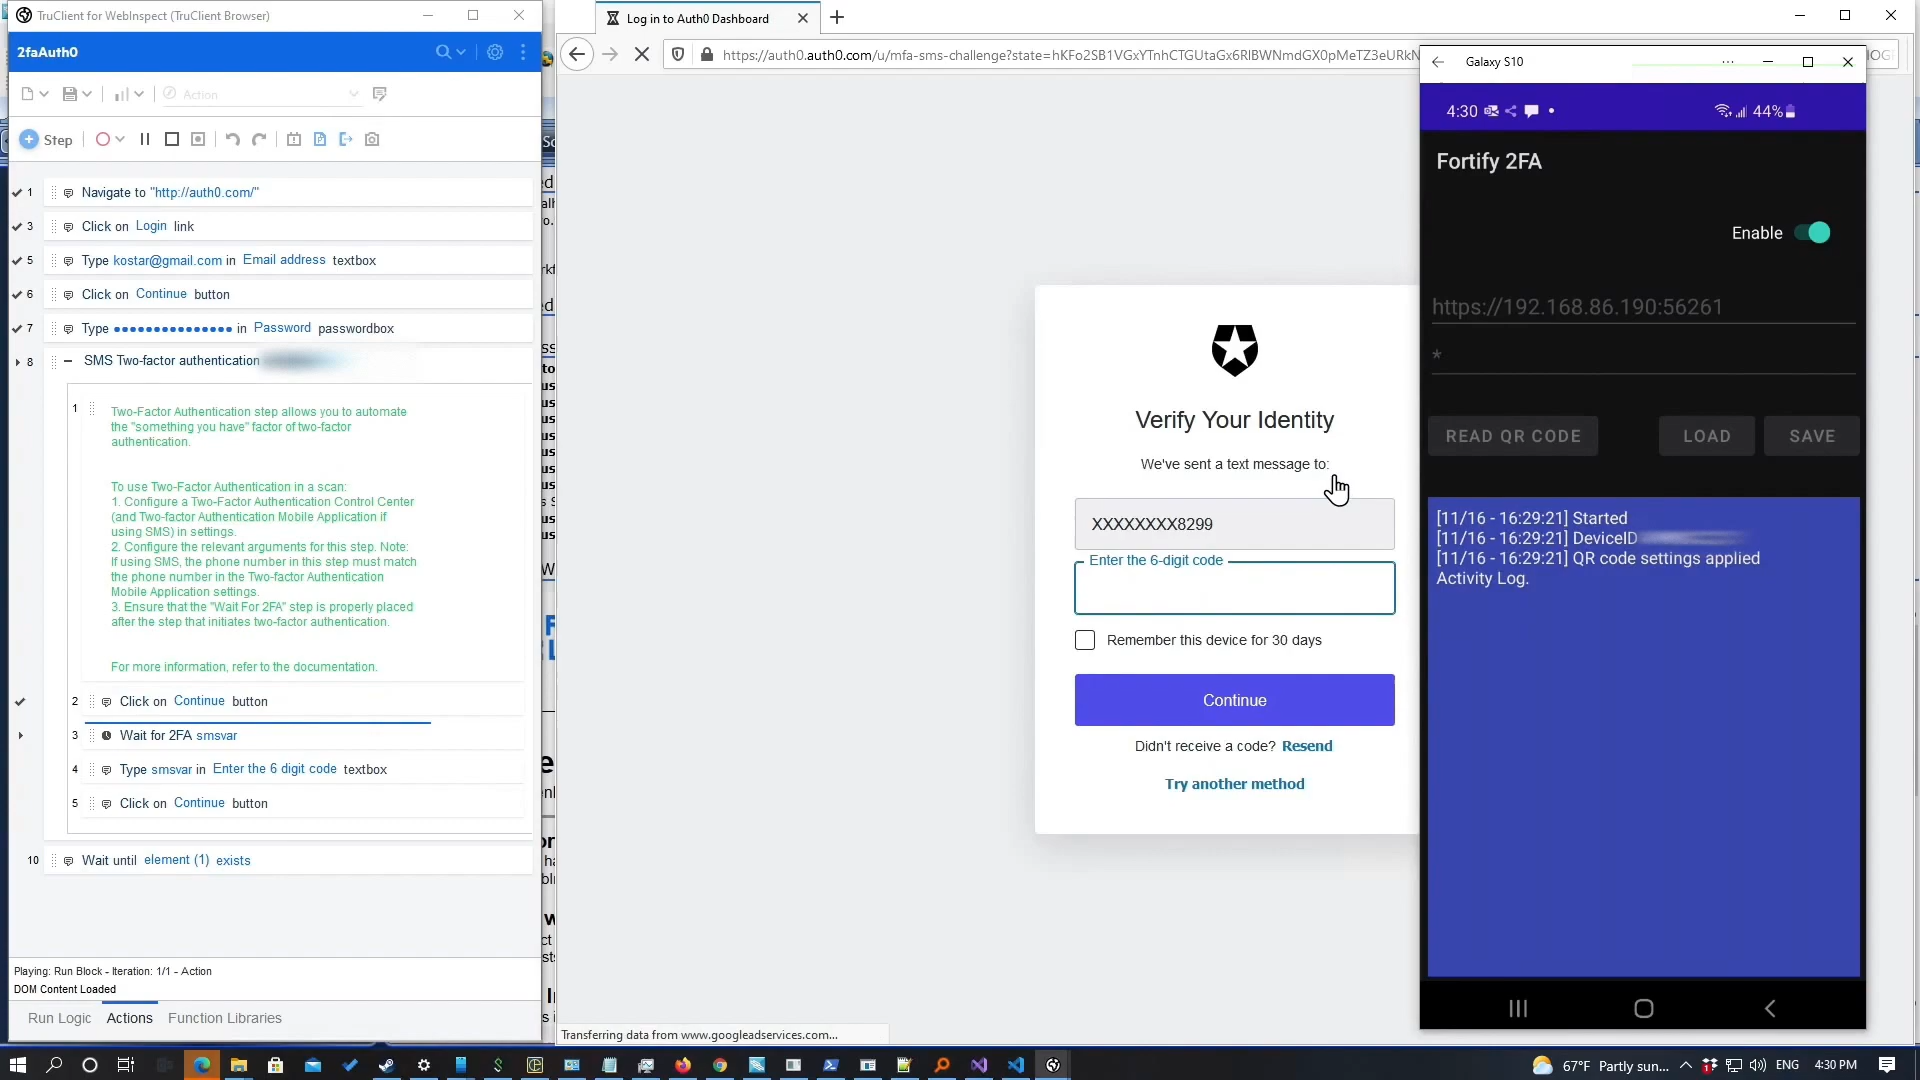 TruClient for WebInspect (TruClient Browser)
2faAuth0
Action
Step
1 Navigate to "http://auth0.com/"
3 Click on Login link
5 Type kostar@gmail.com in Email address textbox
6 Click on Continue button
7 Type ••••••••••••••• in Password passwordbox
8 SMS Two-factor authentication
1 Two-Factor Authentication step allows you to automate
the "something you have" factor of two-factor
authentication.
To use Two-Factor Authentication in a scan:
1. Configure a Two-Factor Authentication Control Center
(and Two-factor Authentication Mobile Application if
using SMS) in settings.
2. Configure the relevant arguments for this step. Note:
If using SMS, the phone number in this step must match
the phone number in the Two-factor Authentication
Mobile Application settings.
3. Ensure that the "Wait For 2FA" step is properly placed
after the step that initiates two-factor authentication.
For more information, refer to the documentation.
2 Click on Continue button
3 Wait for 2FA smsvar
4 Type smsvar in Enter the 6 digit code textbox
5 Click on Continue button
10 Wait until element (1) exists
Playing: Run Block - Iteration: 1/1 - Action
DOM Content Loaded
Run Logic Actions Function Libraries
Log in to Auth0 Dashboard
https://auth0.auth0.com/u/mfa-sms-challenge?state=hKFo2SB1VGxYTnhCTGUtaGx6RlBWNmdGX0pMeTZ3eURkN
Verify Your Identity
We've sent a text message to:
XXXXXXXX8299
Enter the 6-digit code
Remember this device for 30 days
Continue
Didn't receive a code? Resend
Try another method
Transferring data from www.googleadservices.com...
Galaxy S10
4:30 44%
Fortify 2FA
Enable
https://192.168.86.190:56261
*
READ QR CODE LOAD SAVE
[11/16 - 16:29:21] Started
[11/16 - 16:29:21] DeviceID
[11/16 - 16:29:21] QR code settings applied
Activity Log.
67°F Partly sun... ENG 4:30 PM